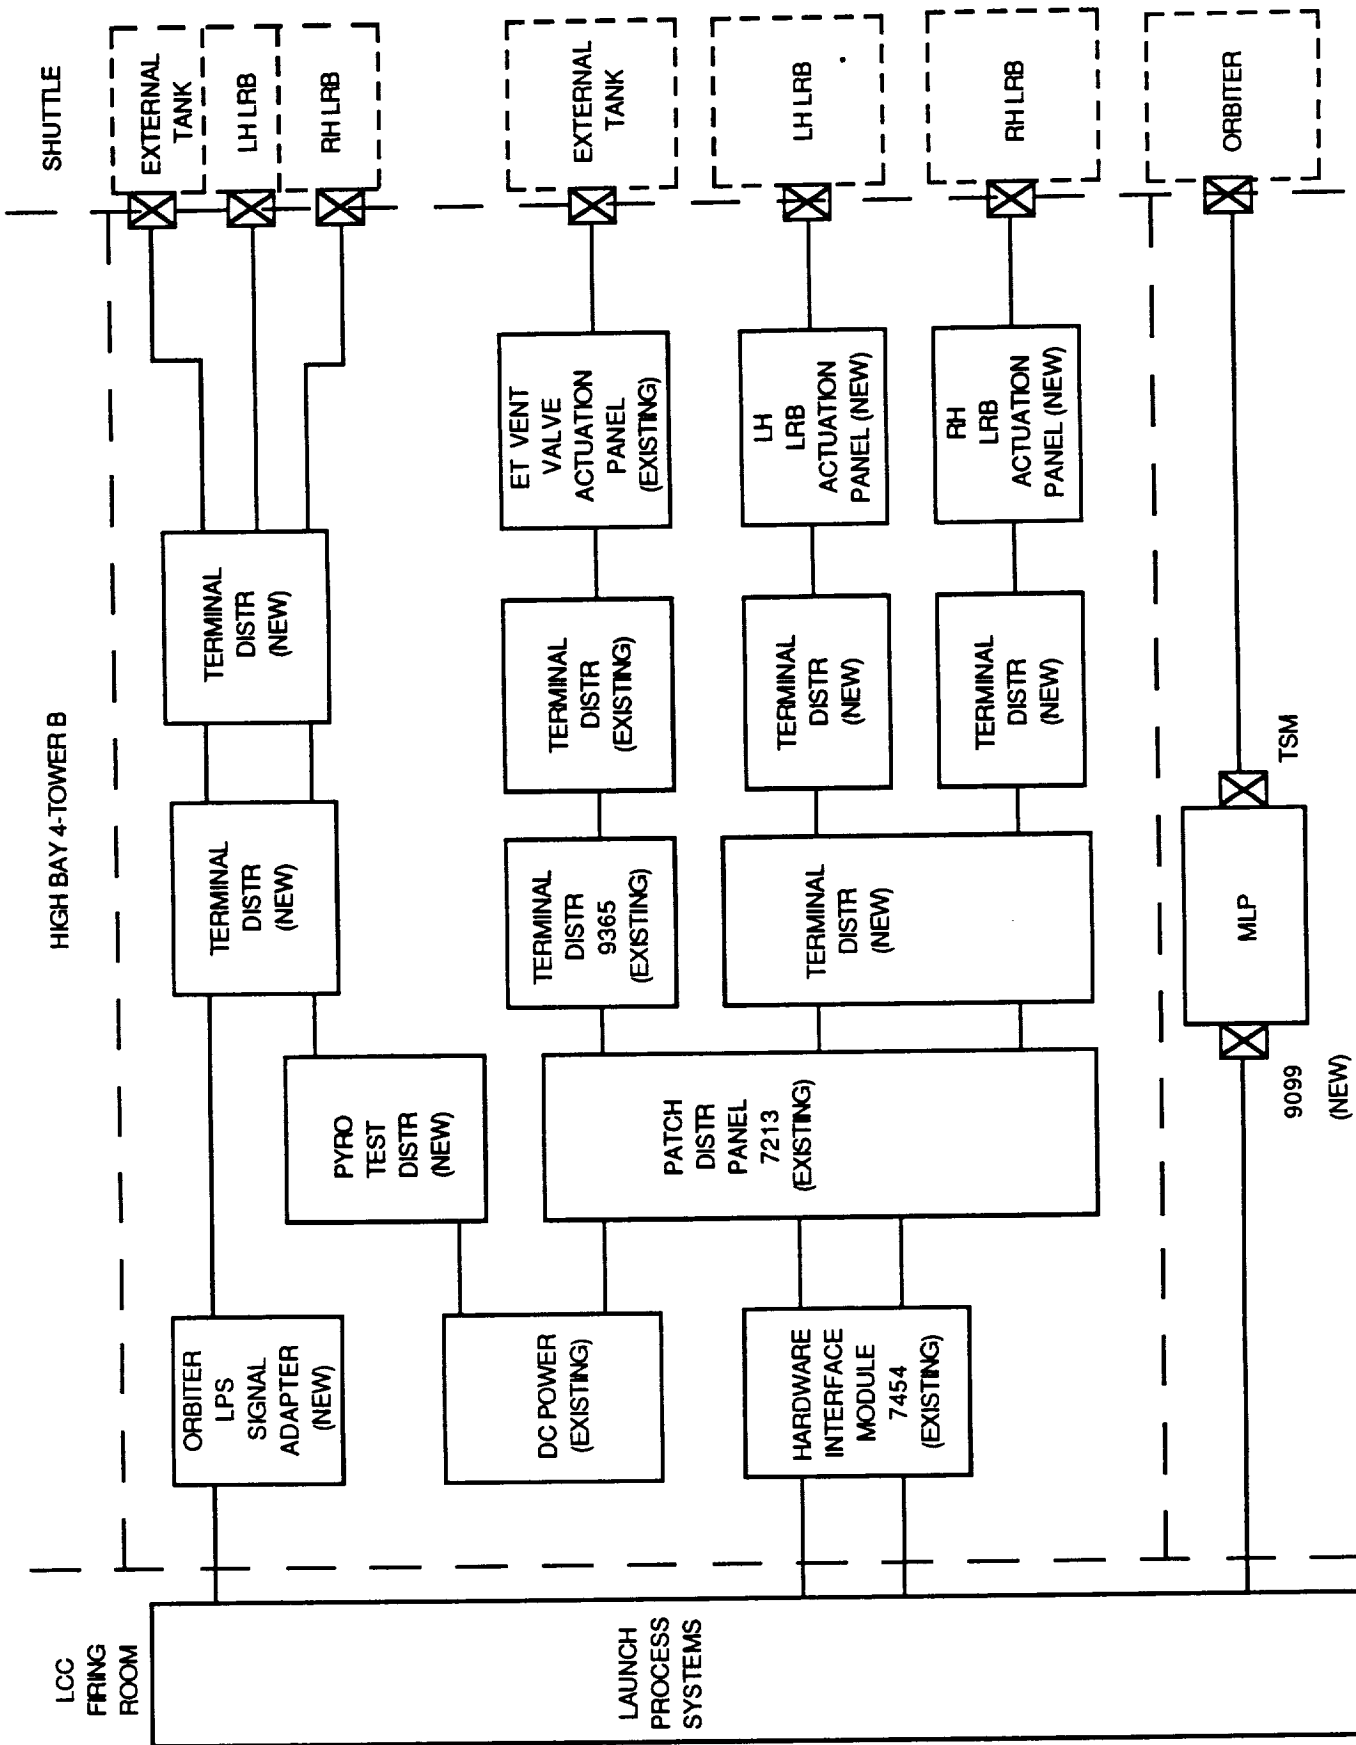 LCC
FIRING
ROOM
HIGH BAY 4-TOWER B
SHUTTLE
LAUNCH
PROCESS
SYSTEMS
ORBITER
LPS
SIGNAL
ADAPTER
(NEW)
TERMINAL
DISTR
(NEW)
TERMINAL
DISTR
(NEW)
EXTERNAL
TANK
LH LRB
RH LRB
PYRO
TEST
DISTR
(NEW)
DC POWER
(EXISTING)
PATCH
DISTR
PANEL
7213
(EXISTING)
TERMINAL
DISTR
9365
(EXISTING)
TERMINAL
DISTR
(EXISTING)
ET VENT
VALVE
ACTUATION
PANEL
(EXISTING)
EXTERNAL
TANK
HARDWARE
INTERFACE
MODULE
7454
(EXISTING)
TERMINAL
DISTR
(NEW)
TERMINAL
DISTR
(NEW)
LH
LRB
ACTUATION
PANEL (NEW)
LH LRB
TERMINAL
DISTR
(NEW)
RH
LRB
ACTUATION
PANEL (NEW)
RH LRB
9099
(NEW)
MLP
TSM
ORBITER